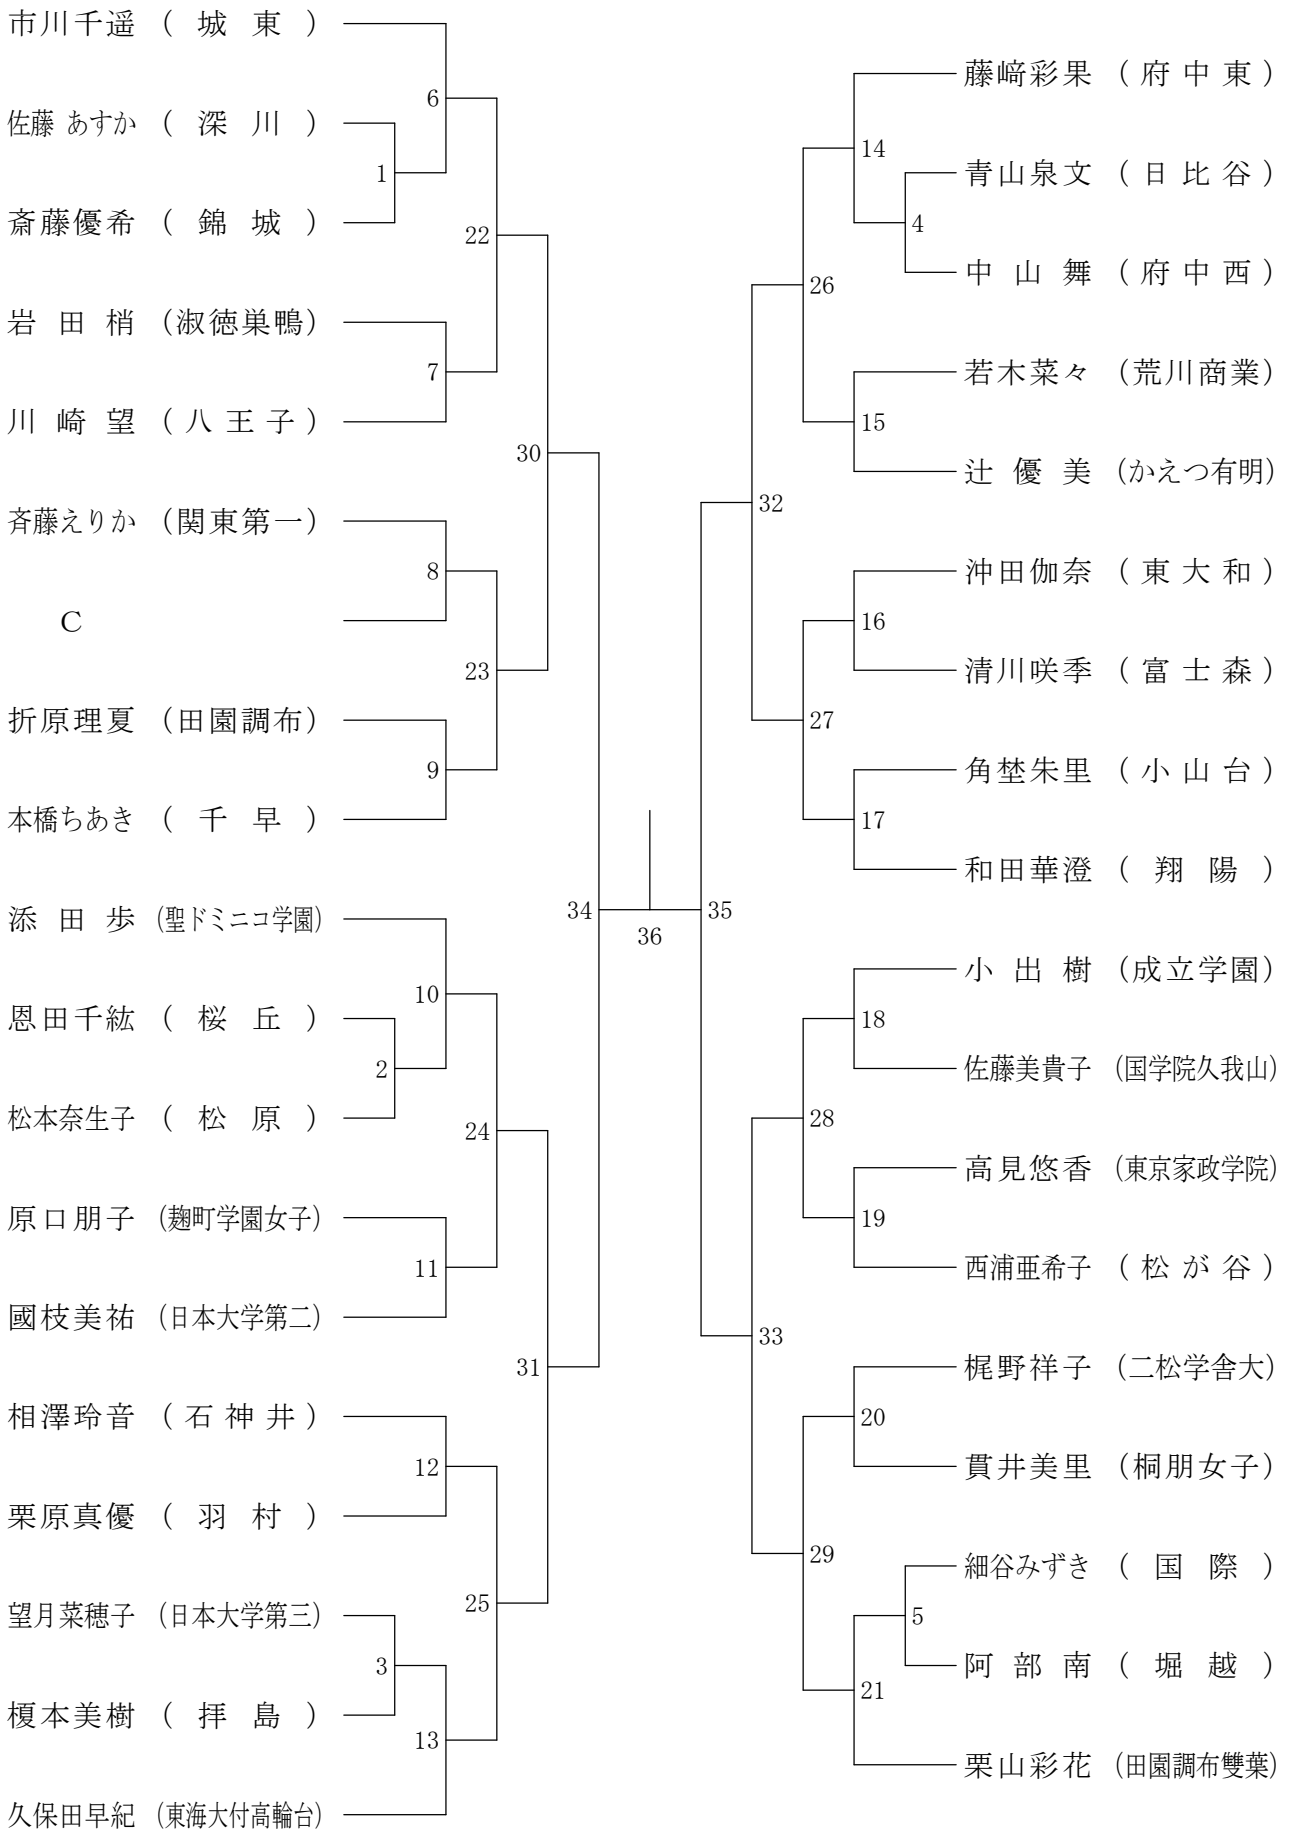 市川千遥 （ 城 東 ）
6
佐藤 あすか （ 深 川 ）
1
斎藤優希 （ 錦 城 ）
22
岩 田 梢 （淑徳巣鴨）
7
川 崎 望 （ 八 王 子 ）
30
斉藤えりか （関東第一）
8
C
23
折原理夏 （田園調布）
9
本橋ちあき （ 千 早 ）
34
添 田 歩 （聖ドミニコ学園）
10
恩田千紘 （ 桜 丘 ）
2
松本奈生子 （ 松 原 ）
24
原口朋子 （麹町学園女子）
11
國枝美祐 （日本大学第二）
31
相澤玲音 （ 石 神 井 ）
12
栗原真優 （ 羽 村 ）
25
望月菜穂子 （日本大学第三）
3
榎本美樹 （ 拝 島 ）
13
久保田早紀 （東海大付高輪台）
36
藤﨑彩果 （ 府 中 東 ）
14
青山泉文 （ 日 比 谷 ）
4
中 山 舞 （ 府 中 西 ）
26
若木菜々 （荒川商業）
15
辻 優 美 （かえつ有明）
32
沖田伽奈 （ 東 大 和 ）
16
清川咲季 （ 富 士 森 ）
27
角埜朱里 （ 小 山 台 ）
17
和田華澄 （ 翔 陽 ）
35
小 出 樹 （成立学園）
18
佐藤美貴子 （国学院久我山）
28
高見悠香 （東京家政学院）
19
西浦亜希子 （ 松 が 谷 ）
33
梶野祥子 （二松学舎大）
20
貫井美里 （桐朋女子）
29
細谷みずき （ 国 際 ）
5
阿 部 南 （ 堀 越 ）
21
栗山彩花 （田園調布雙葉）